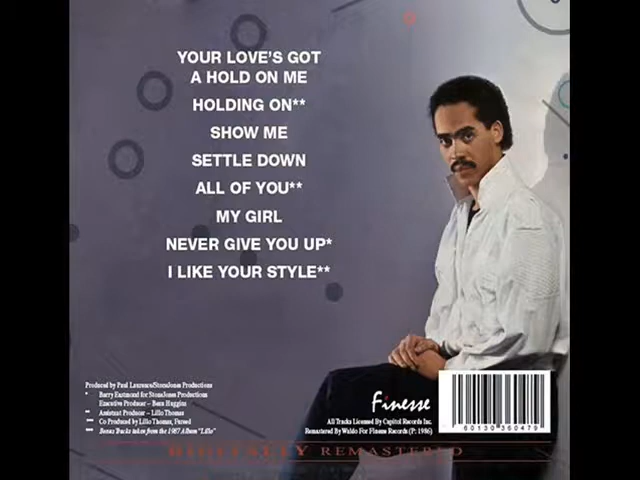 YOUR LOVE'S GOT
A HOLD ON ME
HOLDING ON**
SHOW ME
SETTLE DOWN
ALL OF YOU**
MY GIRL
NEVER GIVE YOU UP*
I LIKE YOUR STYLE**
Produced by Paul Laurence/StoneJones Productions
* Barry Eastmond for StoneJones Productions
Executive Producer – Beau Huggins
** Assistant Producer – Lillo Thomas
** Co Produced by Lillo Thomas,
*** Bonus Tracks taken from the 1987 Album "Lillo"
Finesse
All Tracks Licensed By Capitol Records Inc.
Remastered By Waldo For Finesse Records (P: 1986)
60130 360479
DIGITALLY REMASTERED